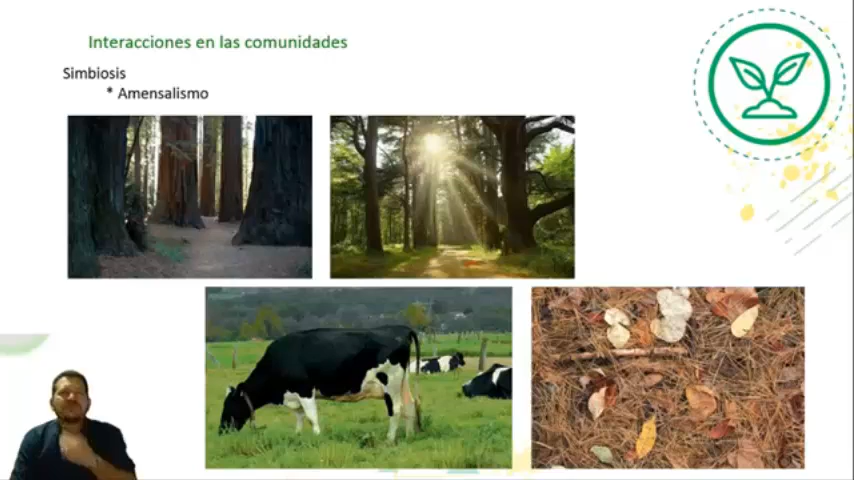 Interacciones en las comunidades
Simbiosis
* Amensalismo